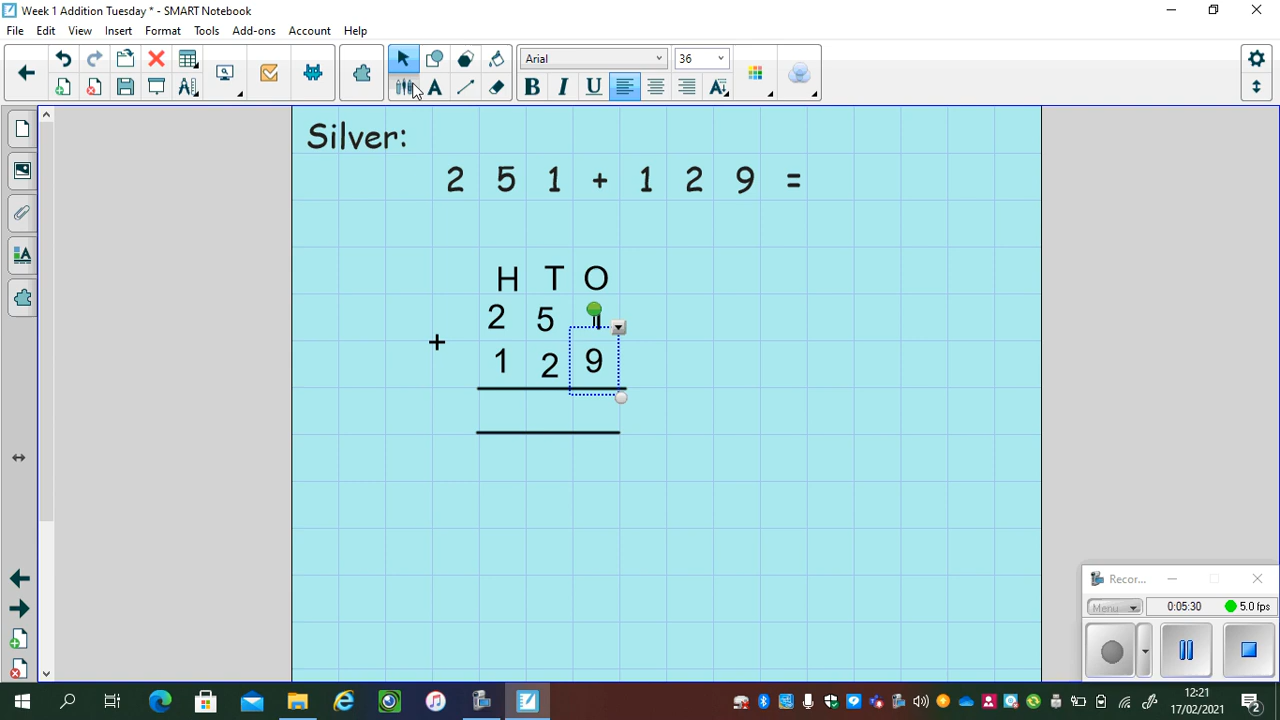 Week 1 Addition Tuesday * - SMART Notebook
File Edit View Insert Format Tools Add-ons Account Help
Arial 36
Silver:
2 5 1 + 1 2 9 =
H T O
2 5 1
+ 1 2 9
Recor...
Menu 0:05:30 5.0 fps
12:21
17/02/2021
2